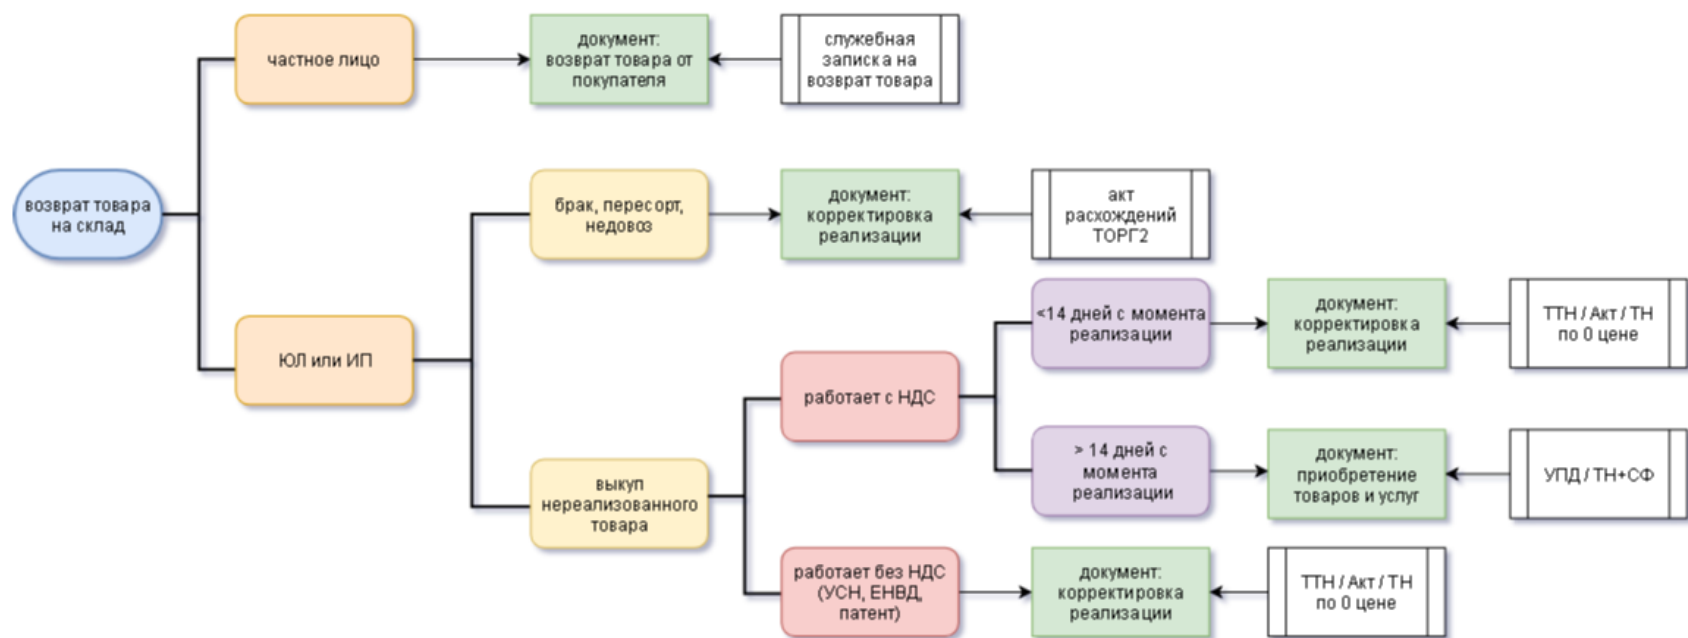 частное лицо
документ:
возврат товара от
покупателя
служебная
записка на
возврат товара
возврат товара
на склад
брак, пересорт,
недовоз
документ:
корректировка
реализации
акт
расхождений
ТОРГ2
ЮЛ или ИП
<14 дней с момента
реализации
документ:
корректировка
реализации
ТТН / Акт / ТН
по 0 цене
работает с НДС
> 14 дней с
момента
реализации
документ:
приобретение
товаров и услуг
УПД / ТН+СФ
выкуп
нереализованного
товара
работает без НДС
(УСН, ЕНВД,
патент)
документ:
корректировка
реализации
ТТН / Акт / ТН
по 0 цене